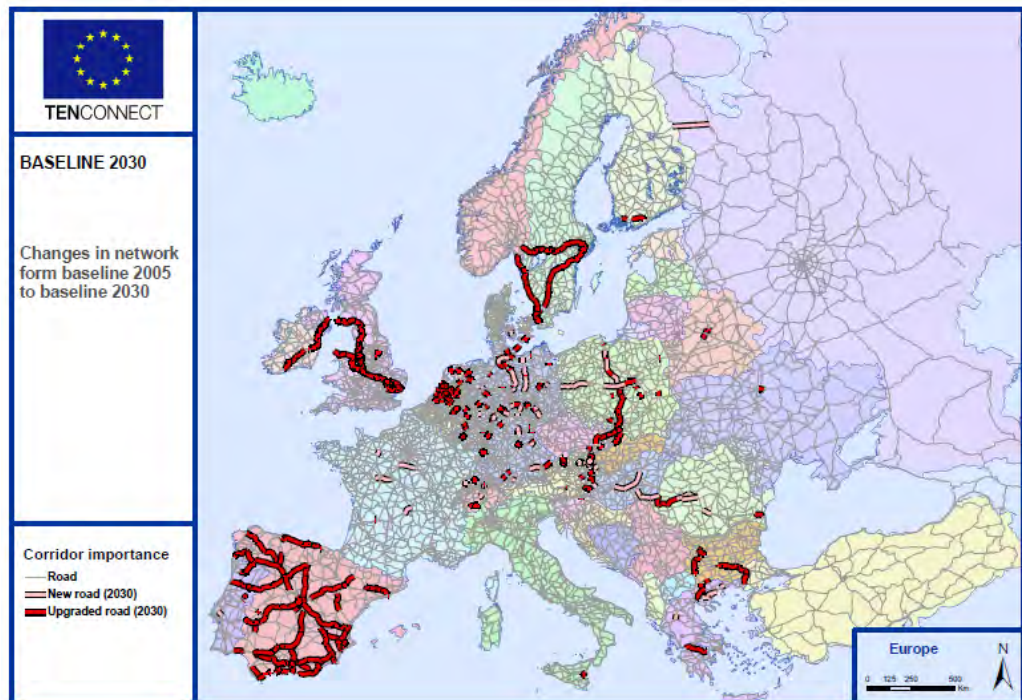 TENCONNECT
BASELINE 2030
Changes in network
form baseline 2005
to baseline 2030
Corridor importance
Road
New road (2030)
Upgraded road (2030)
Europe
N
0 125 250 500
Km